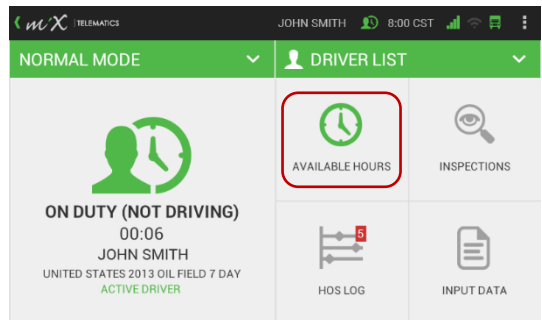 mix TELEMATICS JOHN SMITH 8:00 CST
NORMAL MODE
DRIVER LIST
AVAILABLE HOURS
INSPECTIONS
ON DUTY (NOT DRIVING)
00:06
JOHN SMITH
UNITED STATES 2013 OIL FIELD 7 DAY
ACTIVE DRIVER
5
HOS LOG
INPUT DATA